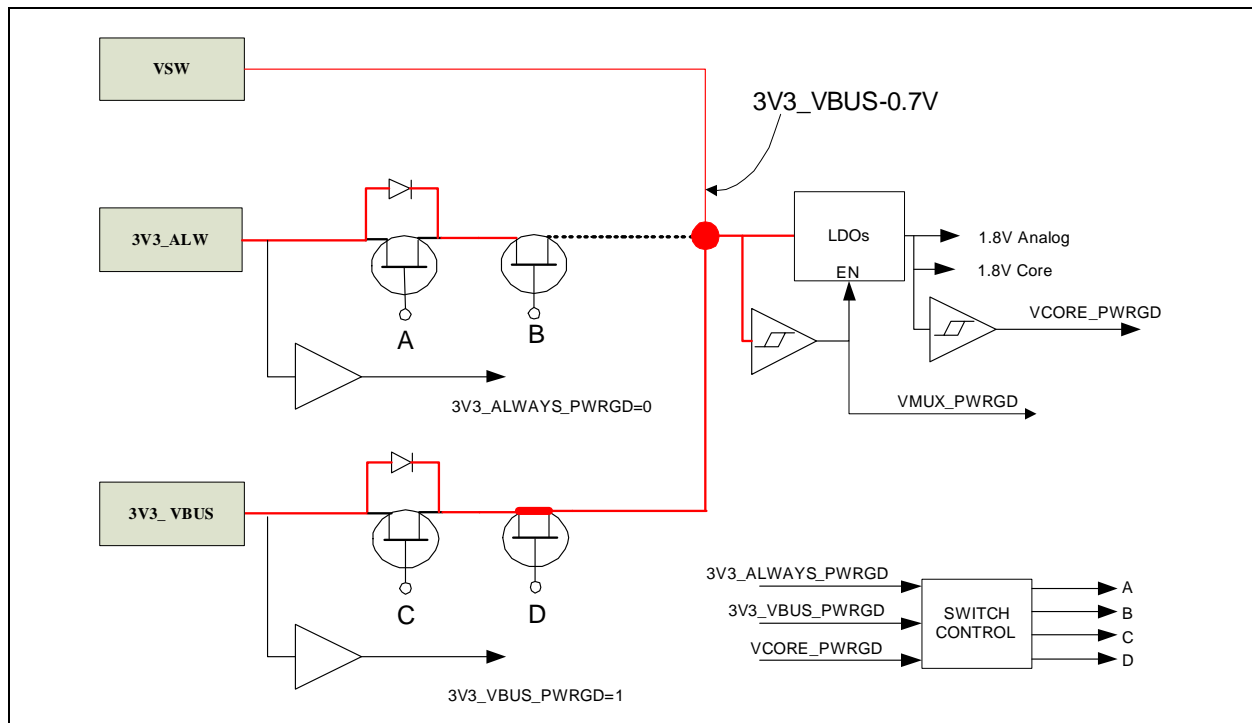 VSW
3V3_VBUS-0.7V
3V3_ALW
LDOs
EN
1.8V Analog
1.8V Core
A
B
VCORE_PWRGD
3V3_ALWAYS_PWRGD=0
VMUX_PWRGD
3V3_ VBUS
C
D
3V3_VBUS_PWRGD=1
3V3_ALWAYS_PWRGD
3V3_VBUS_PWRGD
VCORE_PWRGD
SWITCH
CONTROL
A
B
C
D